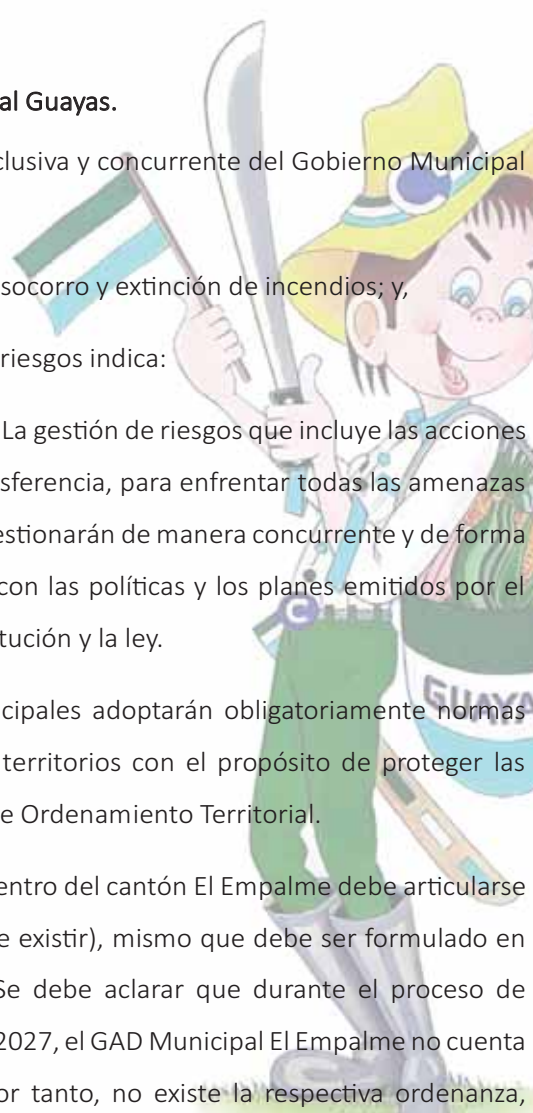 al Guayas.
clusiva y concurrente del Gobierno Municipal
socorro y extinción de incendios; y,
riesgos indica:
La gestión de riesgos que incluye las acciones
sferencia, para enfrentar todas las amenazas
estionarán de manera concurrente y de forma
con las políticas y los planes emitidos por el
tución y la ley.
cipales adoptarán obligatoriamente normas
territorios con el propósito de proteger las
e Ordenamiento Territorial.
entro del cantón El Empalme debe articularse
e existir), mismo que debe ser formulado en
Se debe aclarar que durante el proceso de
2027, el GAD Municipal El Empalme no cuenta
or tanto, no existe la respectiva ordenanza,
C
C
GUAYA